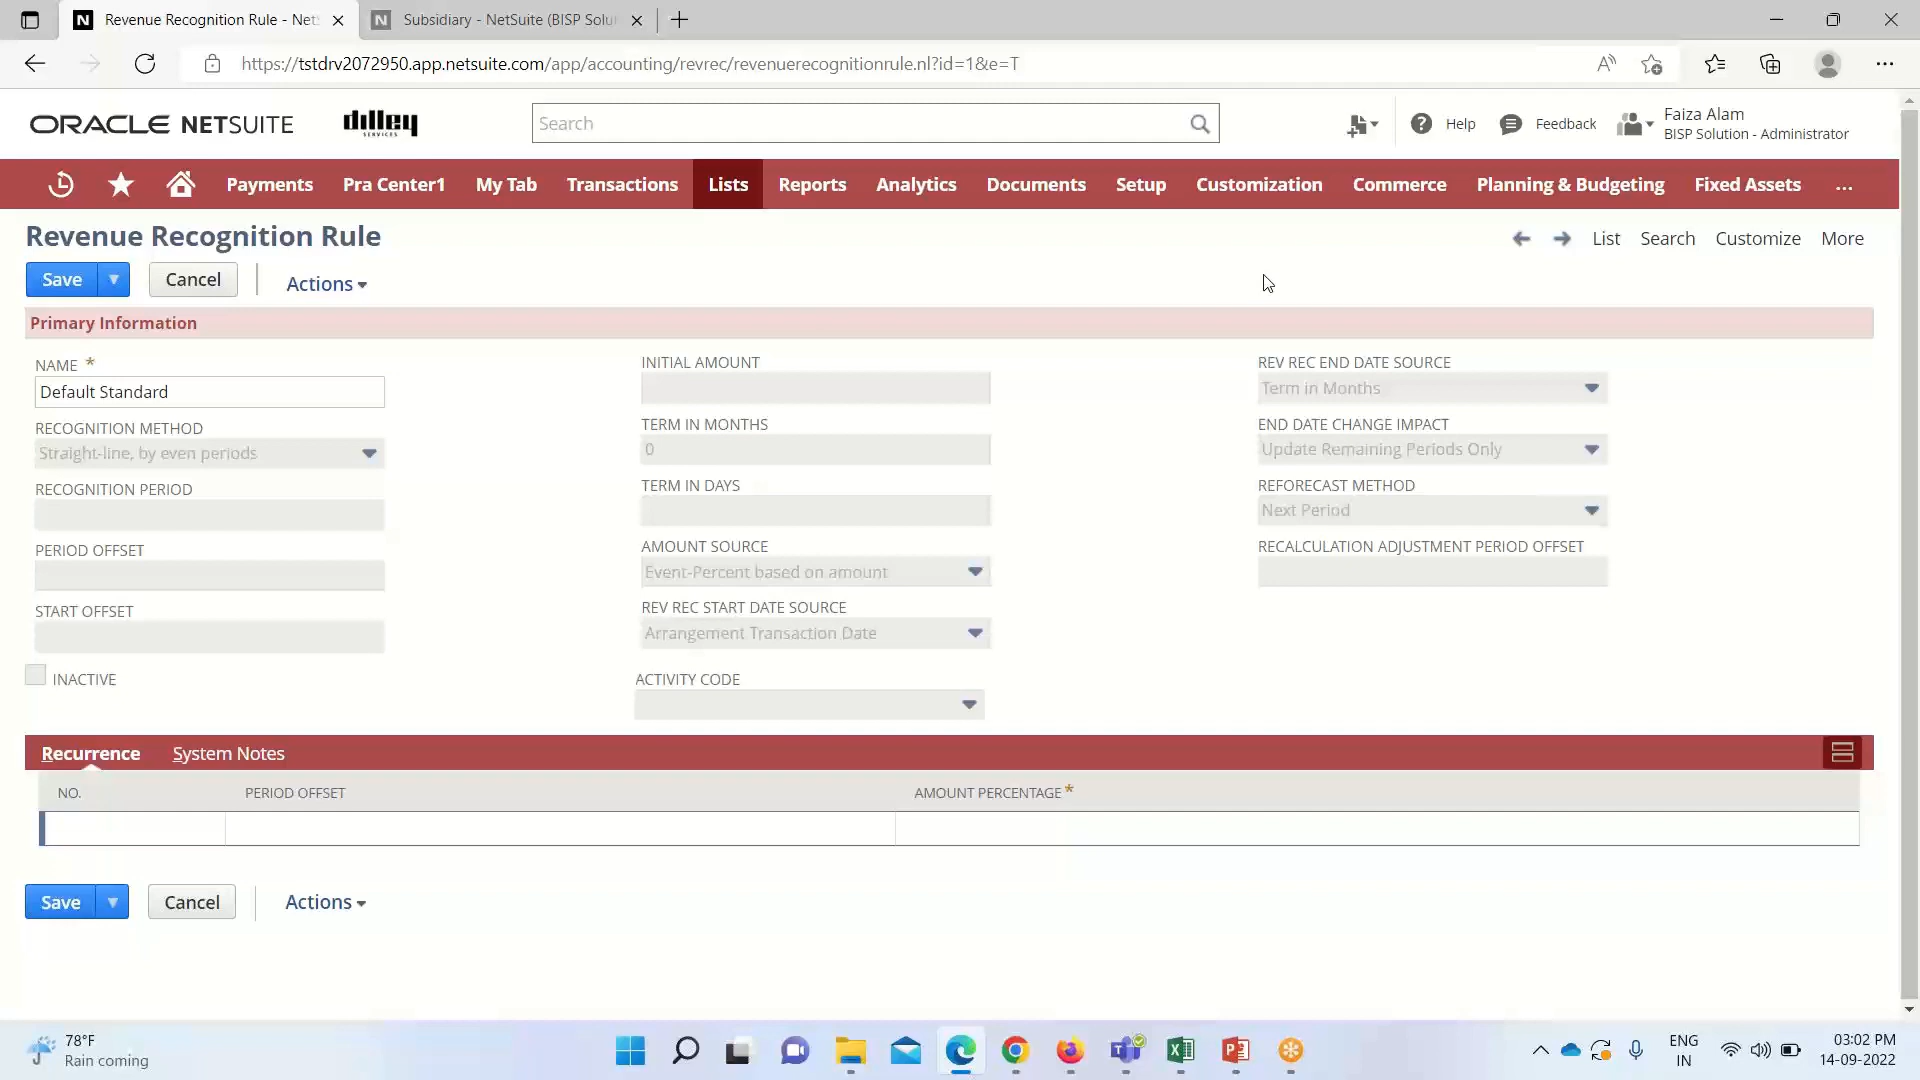 Revenue Recognition Rule - Net
Subsidiary - NetSuite (BISP Solu
https://tstdrv2072950.app.netsuite.com/app/accounting/revrec/revenuerecognitionrule.nl?id=1&e=T
ORACLE NETSUITE
dilley
SERVICES
Search
Help
Feedback
Faiza Alam
BISP Solution - Administrator
Payments
Pra Center1
My Tab
Transactions
Lists
Reports
Analytics
Documents
Setup
Customization
Commerce
Planning & Budgeting
Fixed Assets
...
Revenue Recognition Rule
List
Search
Customize
More
Save
Cancel
Actions
Primary Information
NAME *
Default Standard
RECOGNITION METHOD
Straight-line, by even periods
RECOGNITION PERIOD
PERIOD OFFSET
START OFFSET
INACTIVE
INITIAL AMOUNT
TERM IN MONTHS
0
TERM IN DAYS
AMOUNT SOURCE
Event-Percent based on amount
REV REC START DATE SOURCE
Arrangement Transaction Date
ACTIVITY CODE
REV REC END DATE SOURCE
Term in Months
END DATE CHANGE IMPACT
Update Remaining Periods Only
REFORECAST METHOD
Next Period
RECALCULATION ADJUSTMENT PERIOD OFFSET
Recurrence
System Notes
NO.
PERIOD OFFSET
AMOUNT PERCENTAGE *
Save
Cancel
Actions
78°F
Rain coming
ENG
IN
03:02 PM
14-09-2022